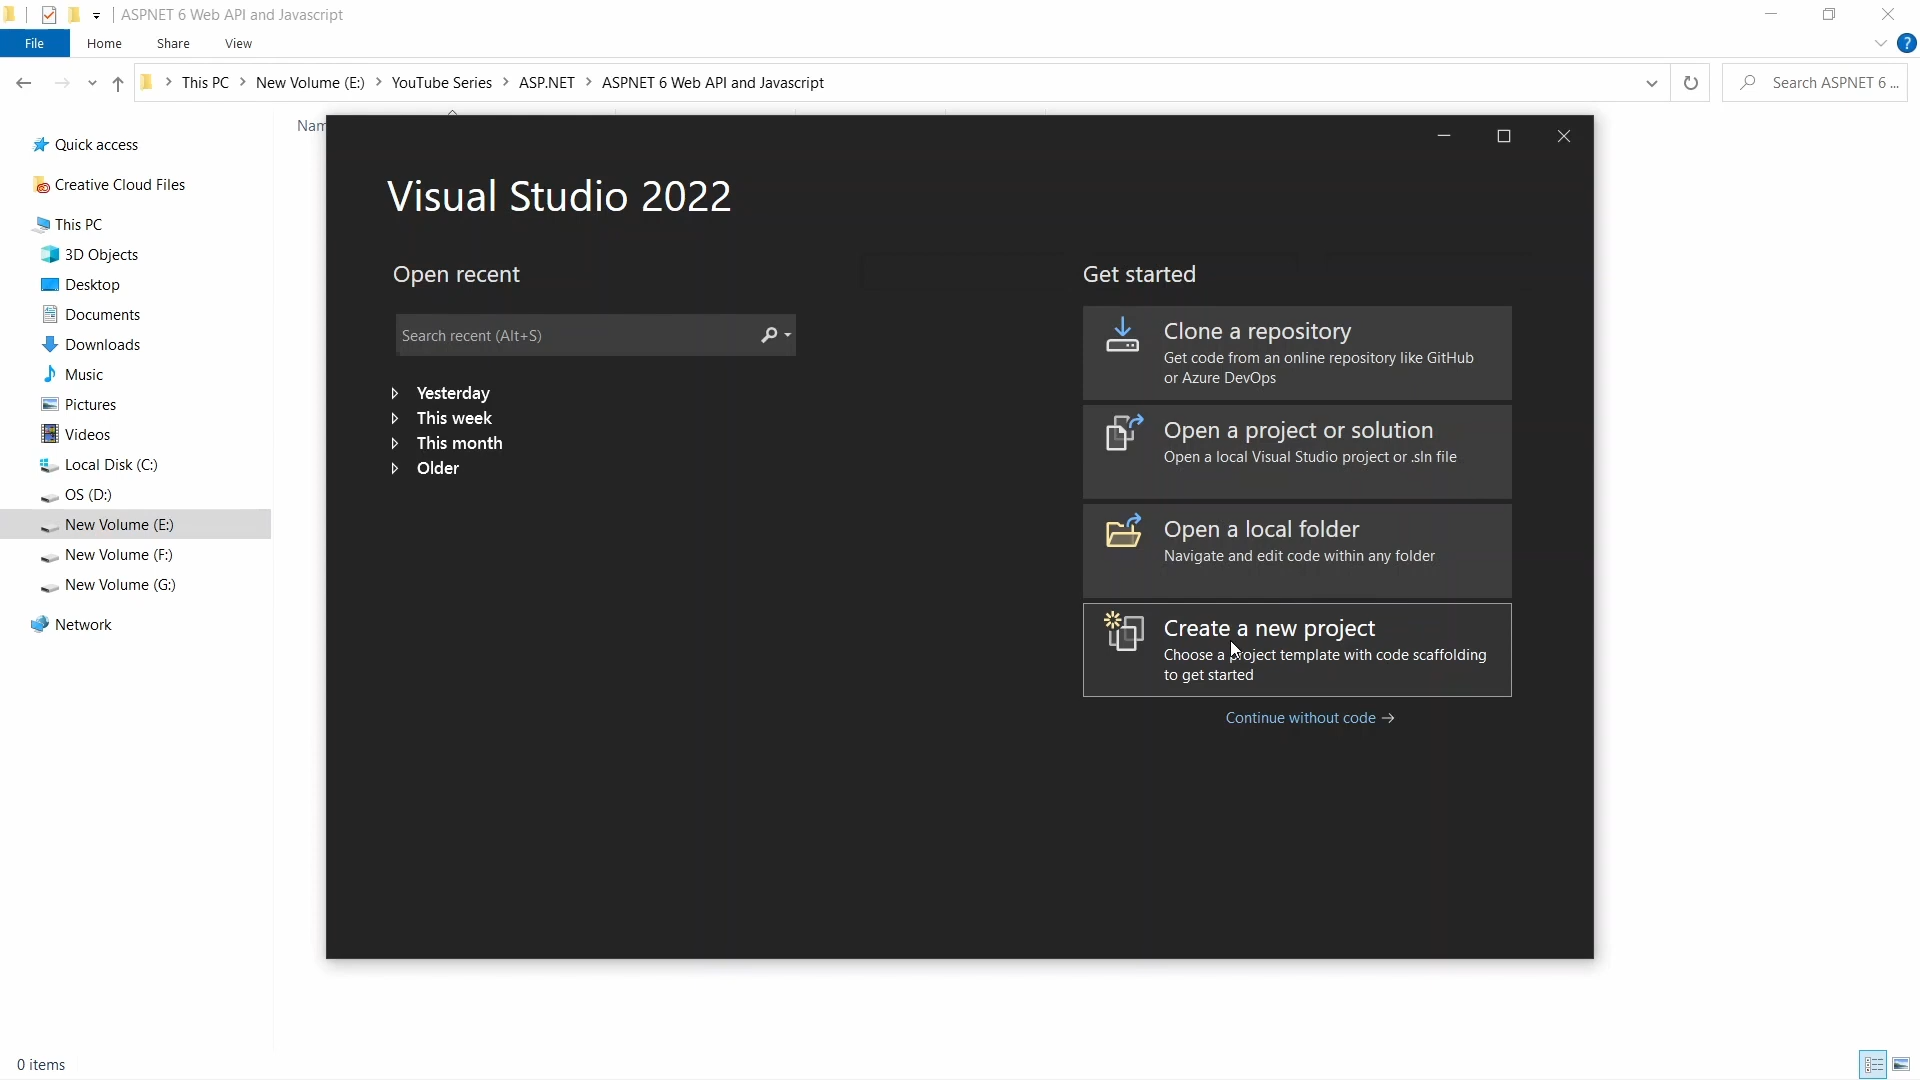 ASPNET 6 Web API and Javascript
File Home Share View
This PC New Volume (E:) YouTube Series ASP.NET ASPNET 6 Web API and Javascript
Search ASPNET 6 ...
Quick access
Creative Cloud Files
This PC
3D Objects
Desktop
Documents
Downloads
Music
Pictures
Videos
Local Disk (C:)
OS (D:)
New Volume (E:)
New Volume (F:)
New Volume (G:)
Network
Nam
Visual Studio 2022
Open recent
Search recent (Alt+S)
Yesterday
This week
This month
Older
Get started
Clone a repository
Get code from an online repository like GitHub
or Azure DevOps
Open a project or solution
Open a local Visual Studio project or .sln file
Open a local folder
Navigate and edit code within any folder
Create a new project
Choose a project template with code scaffolding
to get started
Continue without code →
0 items